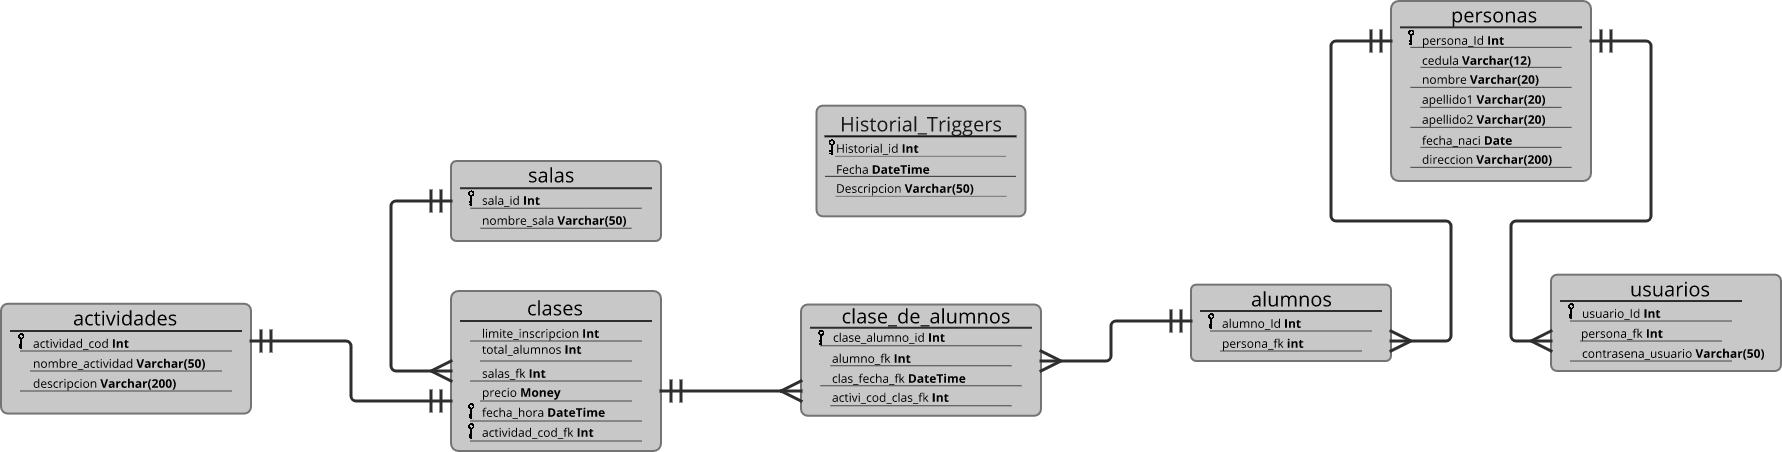 personas
persona_Id Int
cedula Varchar(12)
nombre Varchar(20)
apellido1 Varchar(20)
apellido2 Varchar(20)
fecha_naci Date
direccion Varchar(200)
Historial_Triggers
Historial_id Int
Fecha DateTime
Descripcion Varchar(50)
salas
sala_id Int
nombre_sala Varchar(50)
actividades
actividad_cod Int
nombre_actividad Varchar(50)
descripcion Varchar(200)
clases
limite_inscripcion Int
total_alumnos Int
salas_fk Int
precio Money
fecha_hora DateTime
actividad_cod_fk Int
clase_de_alumnos
clase_alumno_id Int
alumno_fk Int
clas_fecha_fk DateTime
activi_cod_clas_fk Int
alumnos
alumno_Id Int
persona_fk int
usuarios
usuario_Id Int
persona_fk Int
contrasena_usuario Varchar(50)